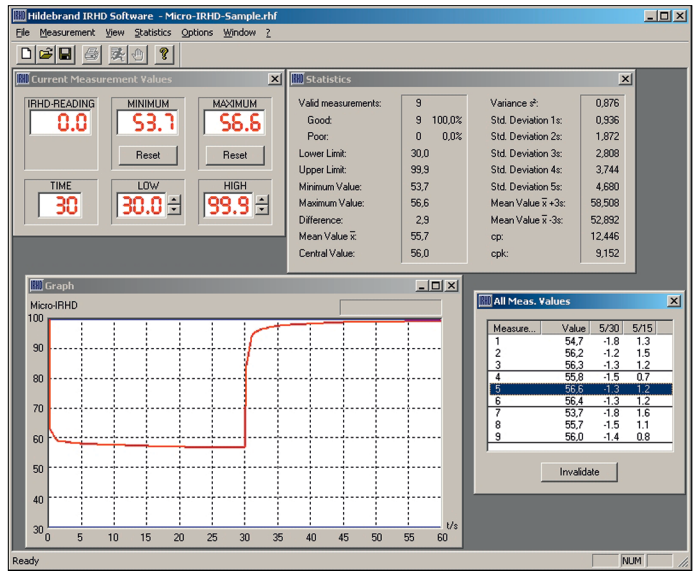 Hildebrand IRHD Software - Micro-IRHD-Sample.rhf
File Measurement View Statistics Options Window ?
IRHD Current Measurement Values
IRHD-READING MINIMUM MAXIMUM
0.0 53.7 56.6
Reset Reset
TIME LOW HIGH
30 30.0 99.9
IRHD Statistics
Valid measurements: 9 Variance s²: 0,876
Good: 9 100,0% Std. Deviation 1s: 0,936
Poor: 0 0,0% Std. Deviation 2s: 1,872
Lower Limit: 30,0 Std. Deviation 3s: 2,808
Upper Limit: 99,9 Std. Deviation 4s: 3,744
Minimum Value: 53,7 Std. Deviation 5s: 4,680
Maximum Value: 56,6 Mean Value x̅ +3s: 58,508
Difference: 2,9 Mean Value x̅ -3s: 52,892
Mean Value x̅: 55,7 cp: 12,446
Central Value: 56,0 cpk: 9,152
IRHD Graph
Micro-IRHD
100
90
80
70
60
50
40
30
0 5 10 15 20 25 30 35 40 45 50 55 60
t/s
IRHD All Meas. Values
Measure... Value 5/30 5/15
1 54,7 -1.8 1.3
2 56,2 -1.2 1.5
3 56,3 -1.3 1.2
4 55,8 -1.5 0.7
5 56,6 -1.3 1.2
6 56,4 -1.3 1.2
7 53,7 -1.8 1.6
8 55,7 -1.5 1.1
9 56,0 -1.4 0.8
Invalidate
Ready NUM